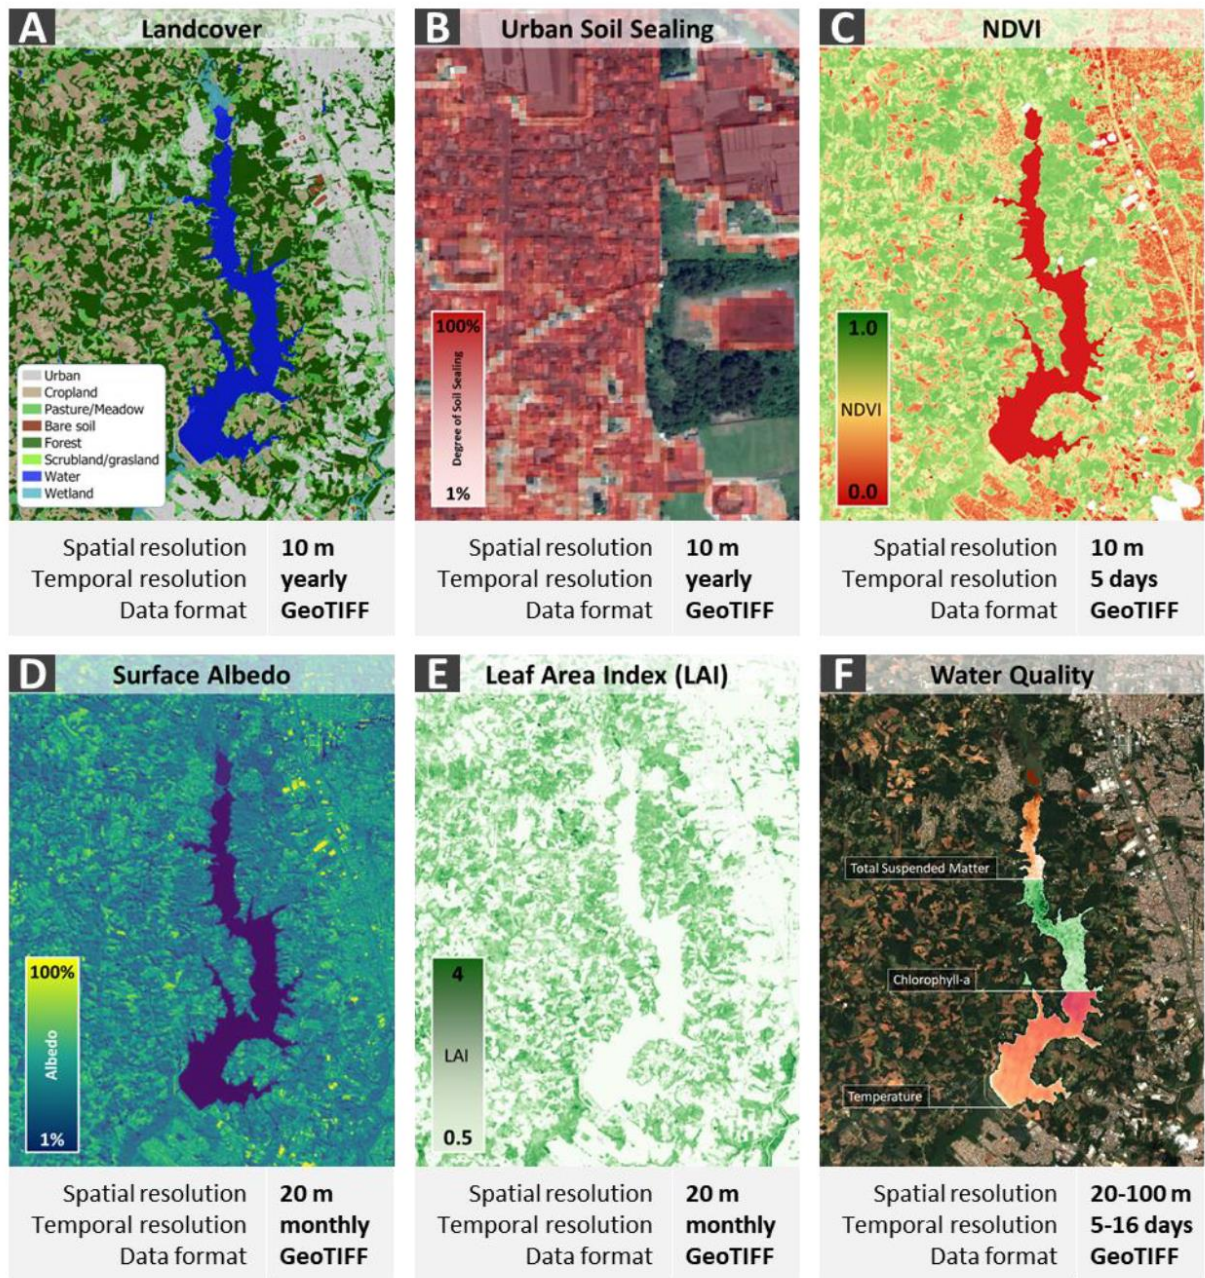 A Landcover
Urban
Cropland
Pasture/Meadow
Bare soil
Forest
Scrubland/grasland
Water
Wetland
Spatial resolution 10 m
Temporal resolution yearly
Data format GeoTIFF
B Urban Soil Sealing
100%
Degree of Soil Sealing
1%
Spatial resolution 10 m
Temporal resolution yearly
Data format GeoTIFF
C NDVI
1.0
NDVI
0.0
Spatial resolution 10 m
Temporal resolution 5 days
Data format GeoTIFF
D Surface Albedo
100%
Albedo
1%
Spatial resolution 20 m
Temporal resolution monthly
Data format GeoTIFF
E Leaf Area Index (LAI)
4
LAI
0.5
Spatial resolution 20 m
Temporal resolution monthly
Data format GeoTIFF
F Water Quality
Total Suspended Matter
Chlorophyll-a
Temperature
Spatial resolution 20-100 m
Temporal resolution 5-16 days
Data format GeoTIFF